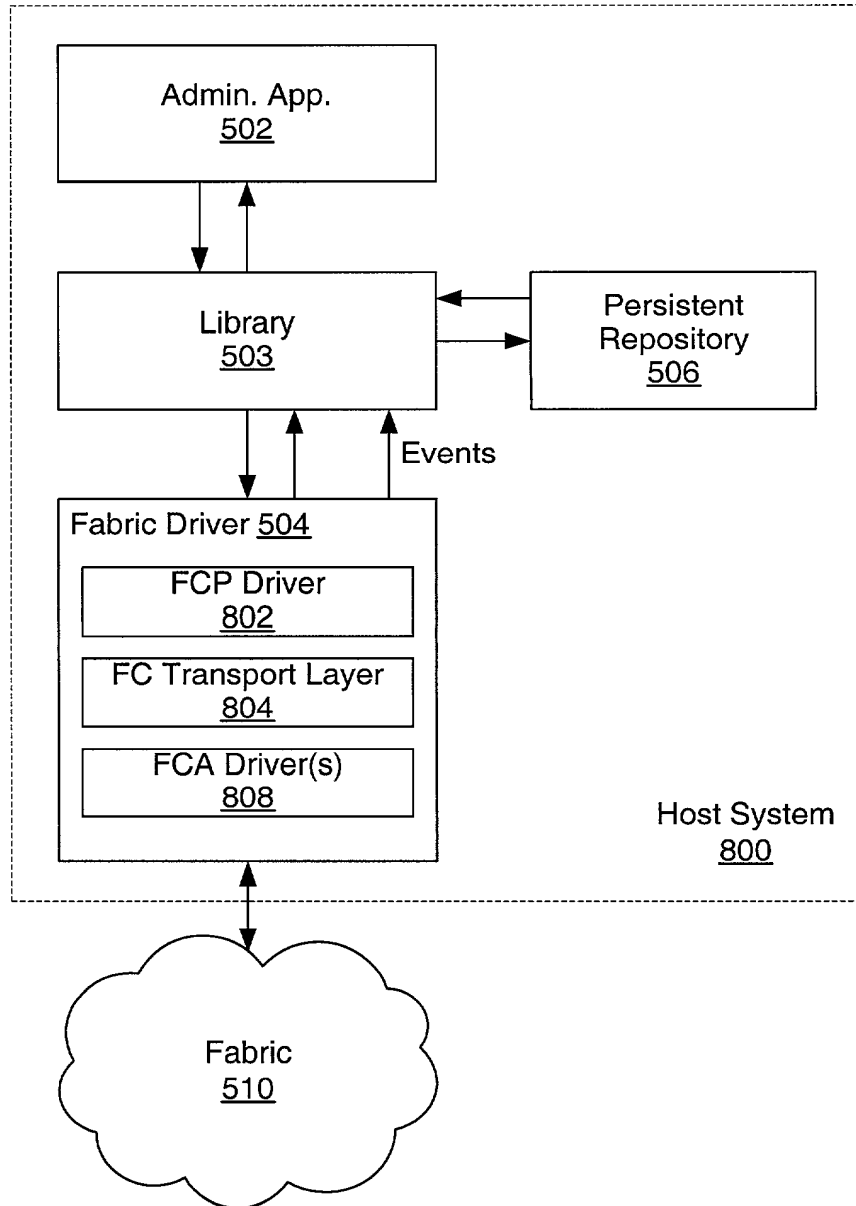 Admin. App.
502
Library
503
Persistent
Repository
506
Events
Fabric Driver 504
FCP Driver
802
FC Transport Layer
804
FCA Driver(s)
808
Host System
800
Fabric
510